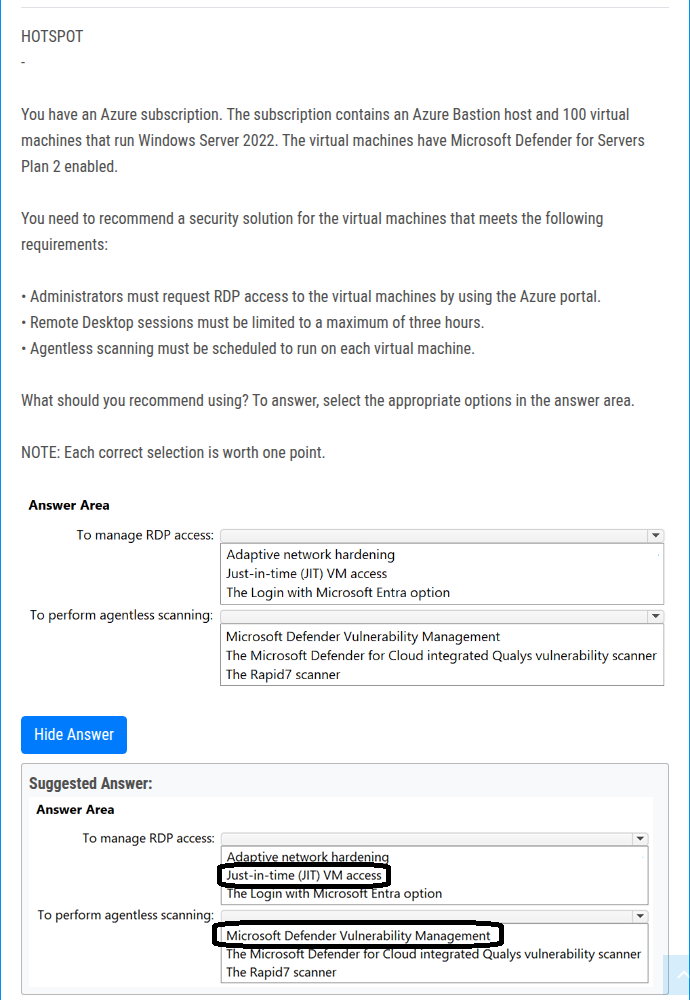 HOTSPOT
-
You have an Azure subscription. The subscription contains an Azure Bastion host and 100 virtual
machines that run Windows Server 2022. The virtual machines have Microsoft Defender for Servers
Plan 2 enabled.
You need to recommend a security solution for the virtual machines that meets the following
requirements:
• Administrators must request RDP access to the virtual machines by using the Azure portal.
• Remote Desktop sessions must be limited to a maximum of three hours.
• Agentless scanning must be scheduled to run on each virtual machine.
What should you recommend using? To answer, select the appropriate options in the answer area.
NOTE: Each correct selection is worth one point.
Answer Area
To manage RDP access:
Adaptive network hardening
Just-in-time (JIT) VM access
The Login with Microsoft Entra option
To perform agentless scanning:
Microsoft Defender Vulnerability Management
The Microsoft Defender for Cloud integrated Qualys vulnerability scanner
The Rapid7 scanner
Hide Answer
Suggested Answer:
Answer Area
To manage RDP access:
Adaptive network hardening
Just-in-time (JIT) VM access
The Login with Microsoft Entra option
To perform agentless scanning:
Microsoft Defender Vulnerability Management
The Microsoft Defender for Cloud integrated Qualys vulnerability scanner
The Rapid7 scanner